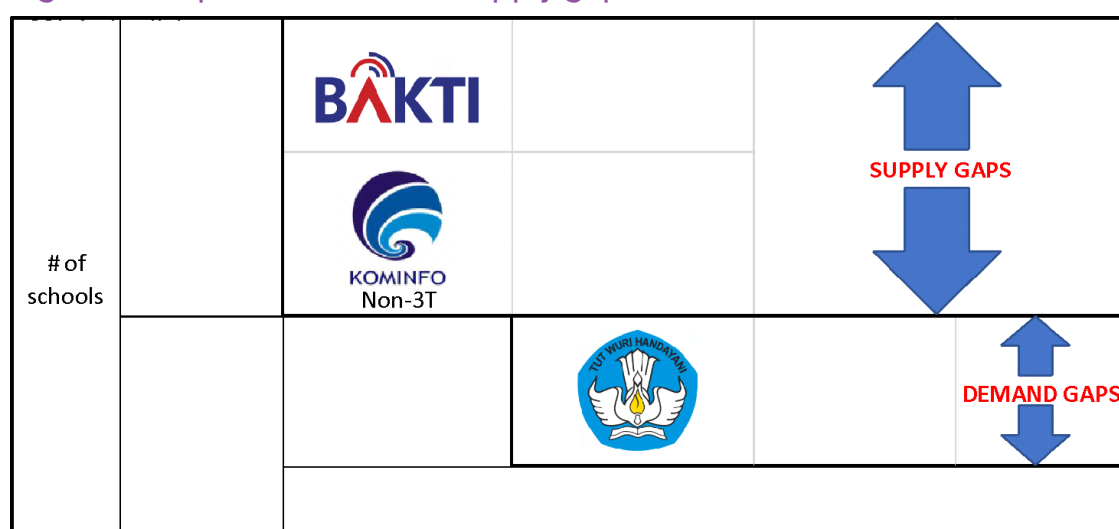 BAKTI
SUPPLY GAPS
KOMINFO
Non-3T
# of
schools
TUT WURI HANDAYANI
DEMAND GAPS